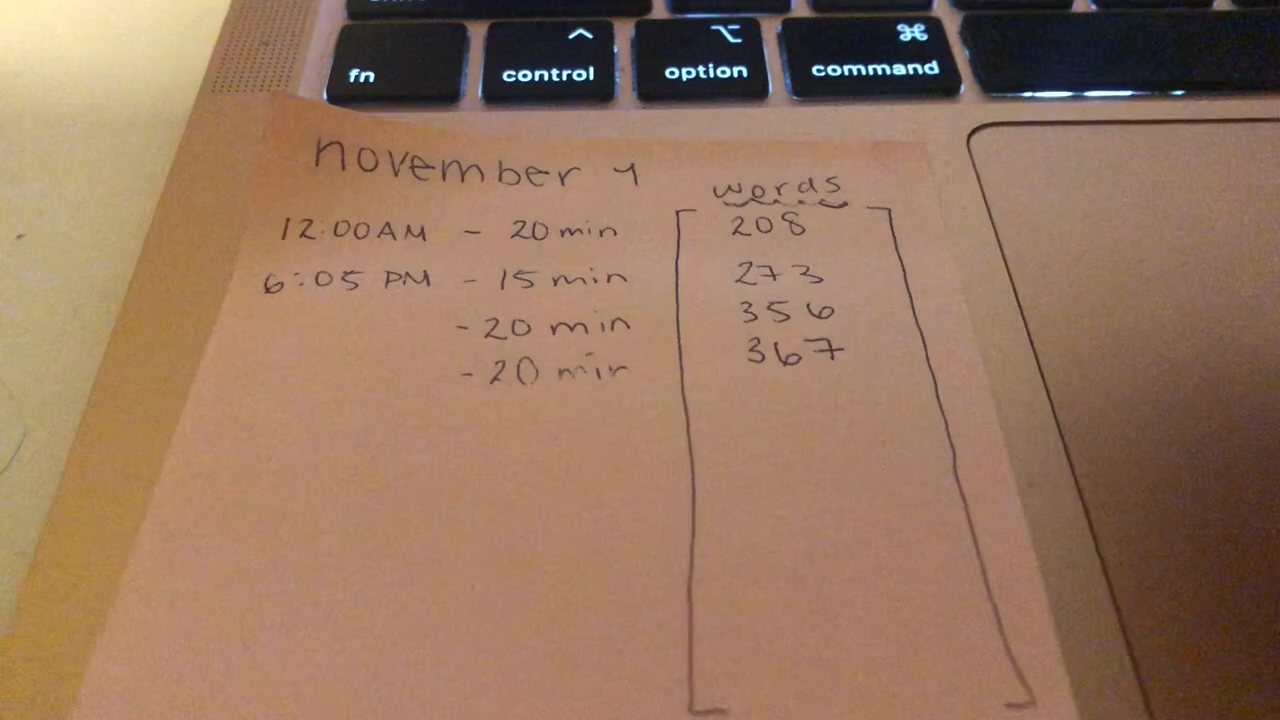 fn control option command
november 1
words
12:00AM - 20 min 208
6:05 PM - 15 min 273
- 20 min 356
- 20 min 367